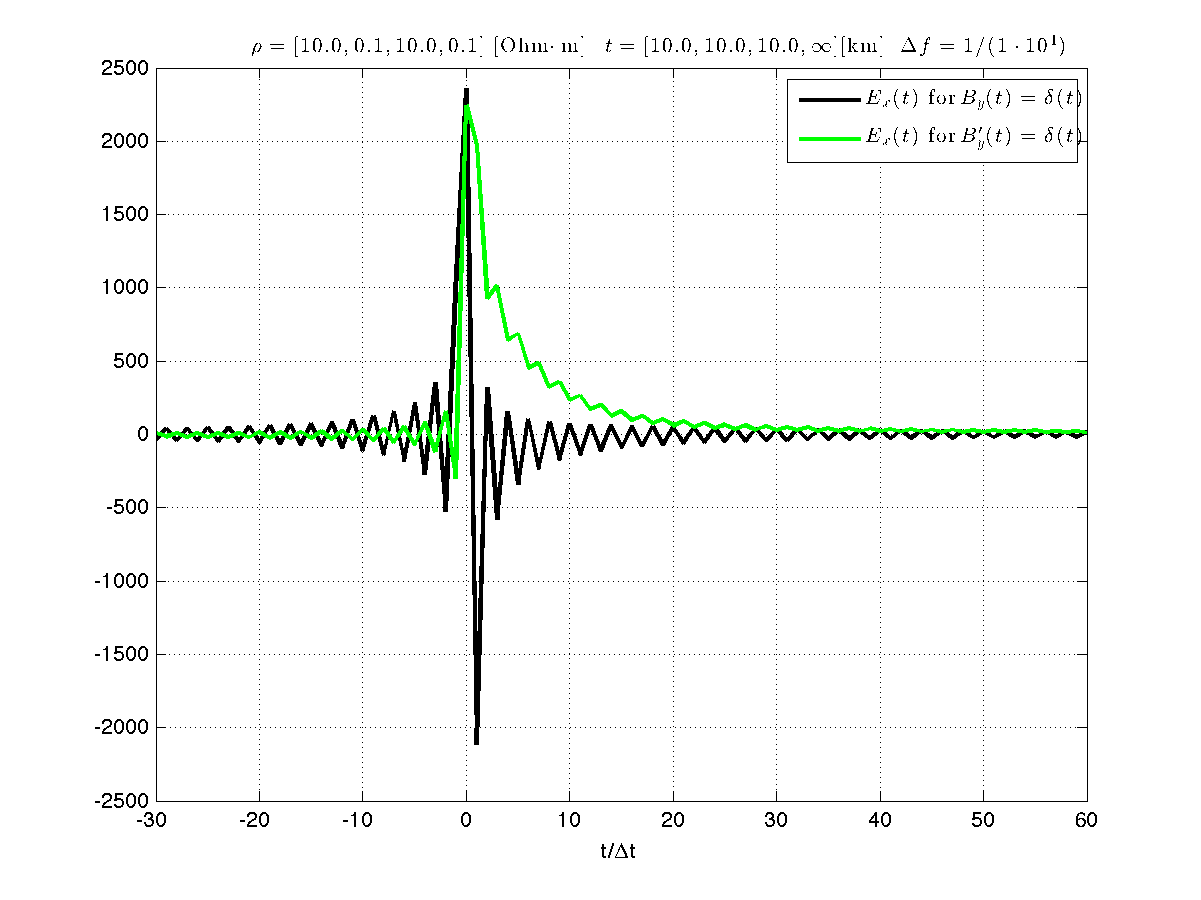 ρ = [10.0, 0.1, 10.0, 0.1] [Ohm· m] t = [10.0, 10.0, 10.0, ∞][km] Δf = 1/(1 · 10¹)
2500
2000
1500
1000
500
0
-500
-1000
-1500
-2000
-2500
Eₓ(t) for B_y(t) = δ(t)
Eₓ(t) for B′_y(t) = δ(t)
-30 -20 -10 0 10 20 30 40 50 60
t/Δt